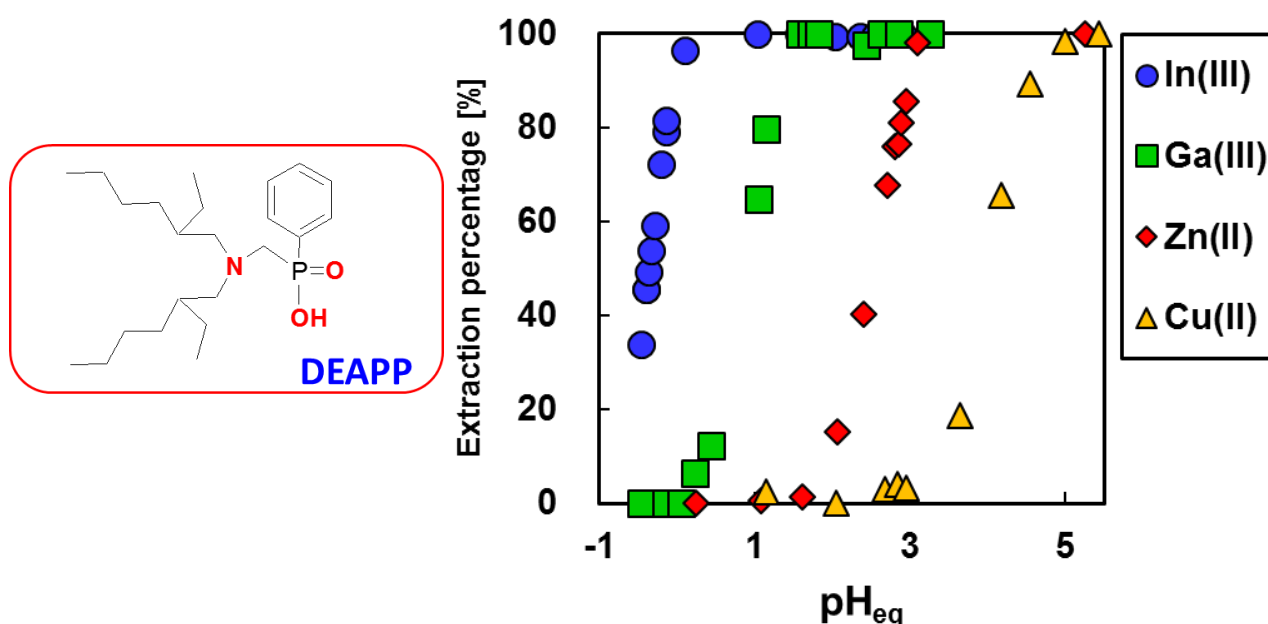 N
P
O
OH
DEAPP
Extraction percentage [%]
100
80
60
40
20
0
-1
1
3
5
pHeq
In(III)
Ga(III)
Zn(II)
Cu(II)